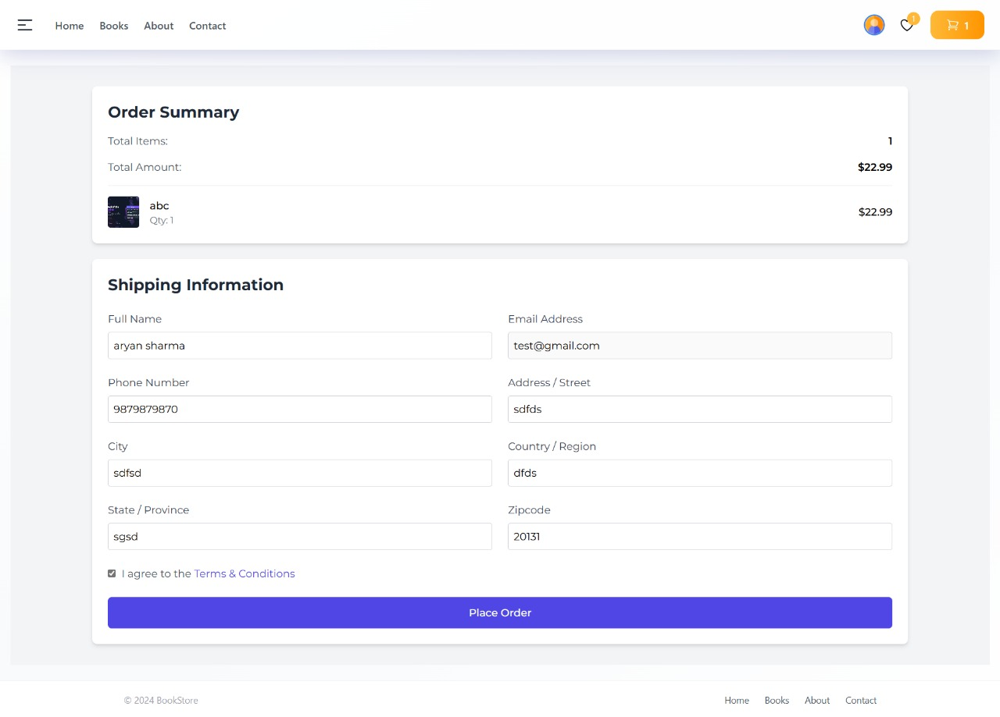 Home Books About Contact 1 1
Order Summary
Total Items: 1
Total Amount: $22.99
abc
Qty: 1
$22.99
Shipping Information
Full Name Email Address
aryan sharma test@gmail.com
Phone Number Address / Street
9879879870 sdfds
City Country / Region
sdfsd dfds
State / Province Zipcode
sgsd 20131
I agree to the Terms & Conditions
Place Order
© 2024 BookStore Home Books About Contact